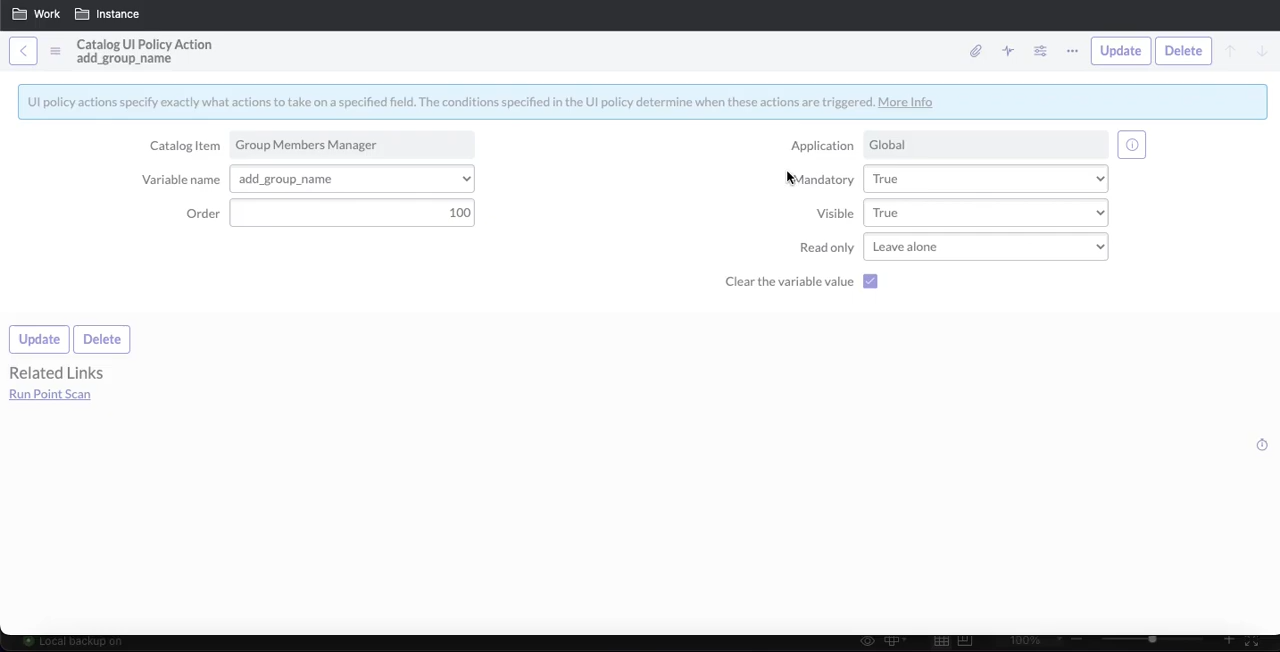 Work Instance
Catalog UI Policy Action
add_group_name
Update Delete
UI policy actions specify exactly what actions to take on a specified field. The conditions specified in the UI policy determine when these actions are triggered. More Info
Catalog Item Group Members Manager
Application Global
Variable name add_group_name
Mandatory True
Order 100
Visible True
Read only Leave alone
Clear the variable value
Update Delete
Related Links
Run Point Scan
Local backup on 100%